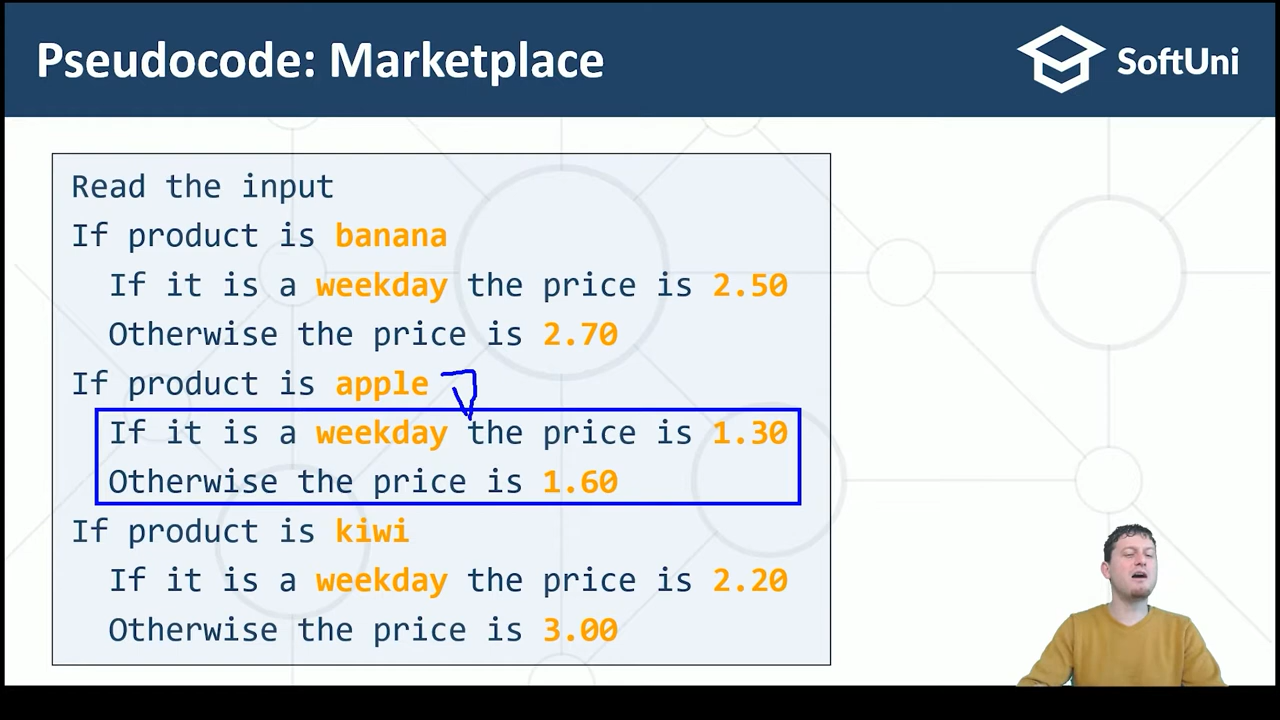 Pseudocode: Marketplace
SoftUni
Read the input
If product is banana
If it is a weekday the price is 2.50
Otherwise the price is 2.70
If product is apple
If it is a weekday the price is 1.30
Otherwise the price is 1.60
If product is kiwi
If it is a weekday the price is 2.20
Otherwise the price is 3.00